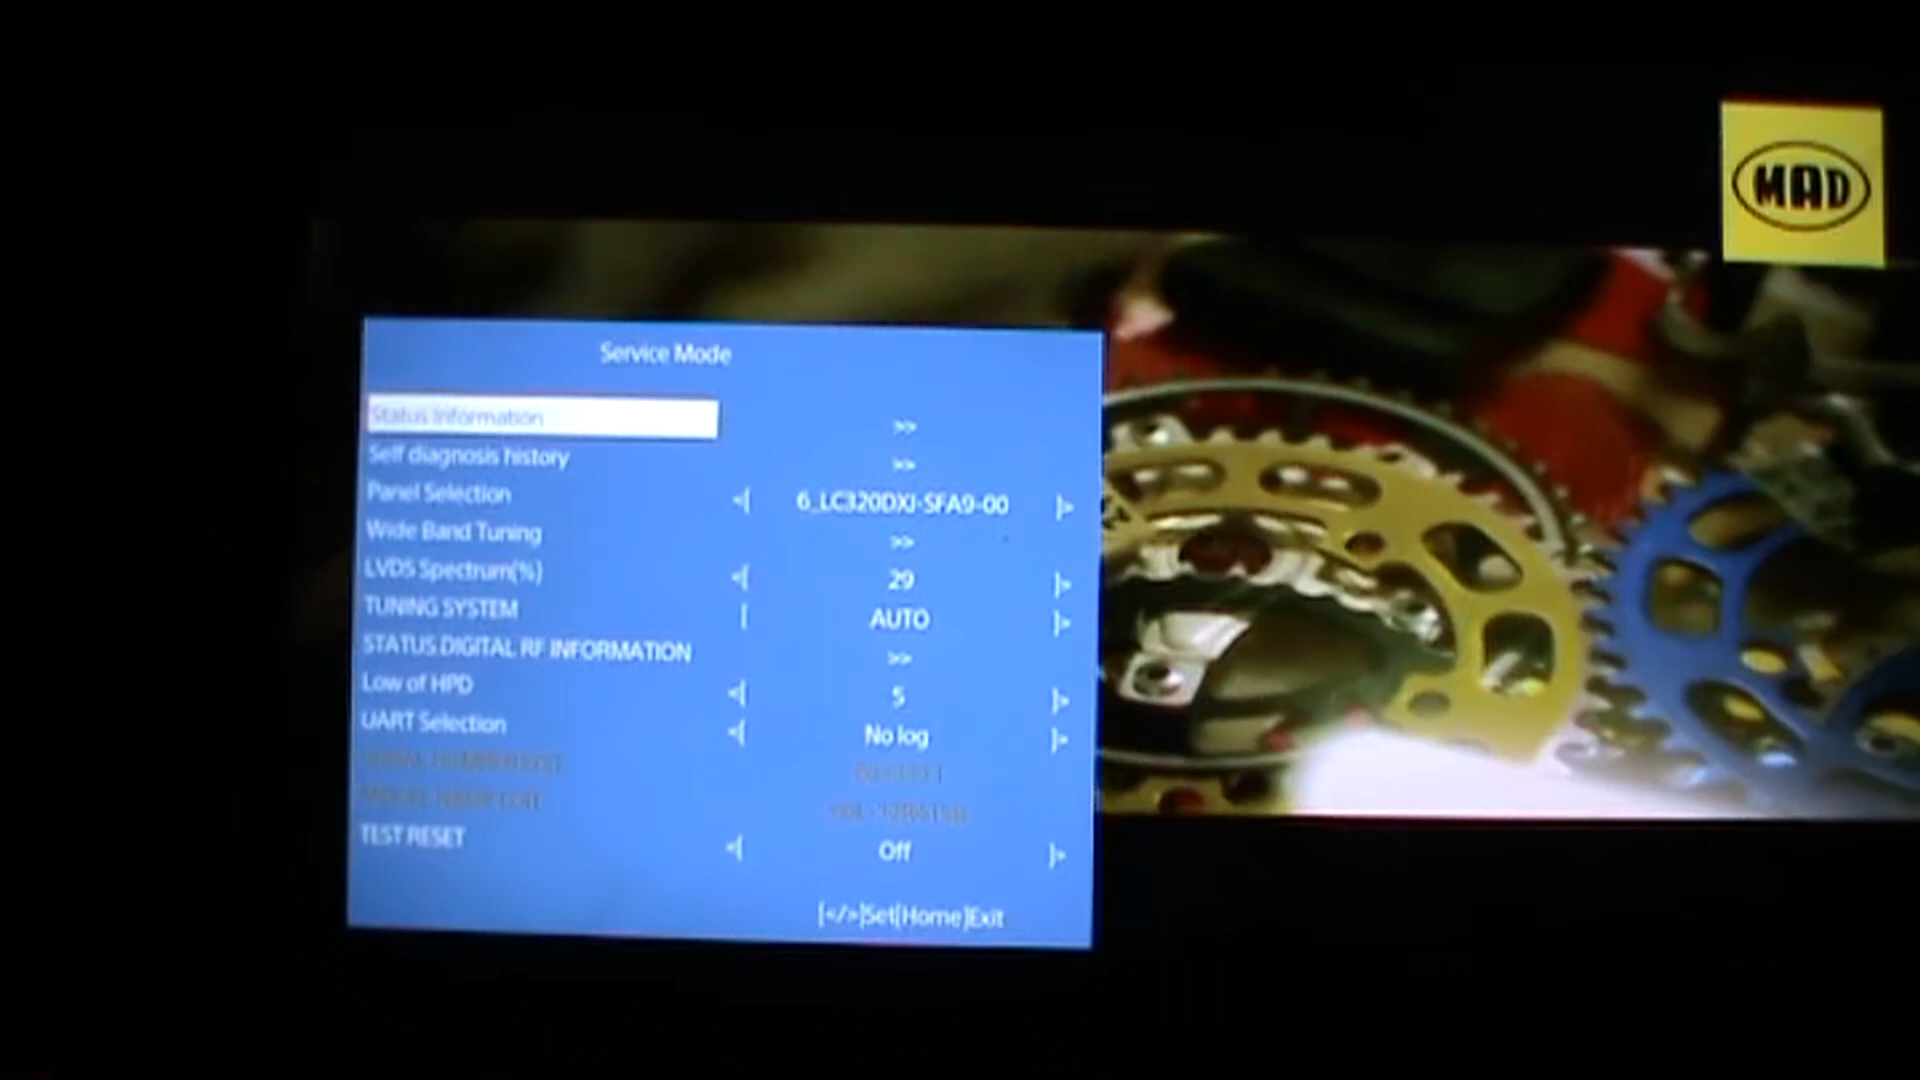 MAD
Service Mode
Status Information >>
Self diagnosis history >>
Panel Selection <[ 6_LC320DXJ-SFA9-00 ]>
Wide Band Tuning >>
LVDS Spectrum(%) <[ 29 ]>
TUNING SYSTEM [ AUTO ]>
STATUS DIGITAL RF INFORMATION >>
Low of HPD <[ 5 ]>
UART Selection <[ No log ]>
TEST RESET <[ Off ]>
[</>]Set[Home]Exit